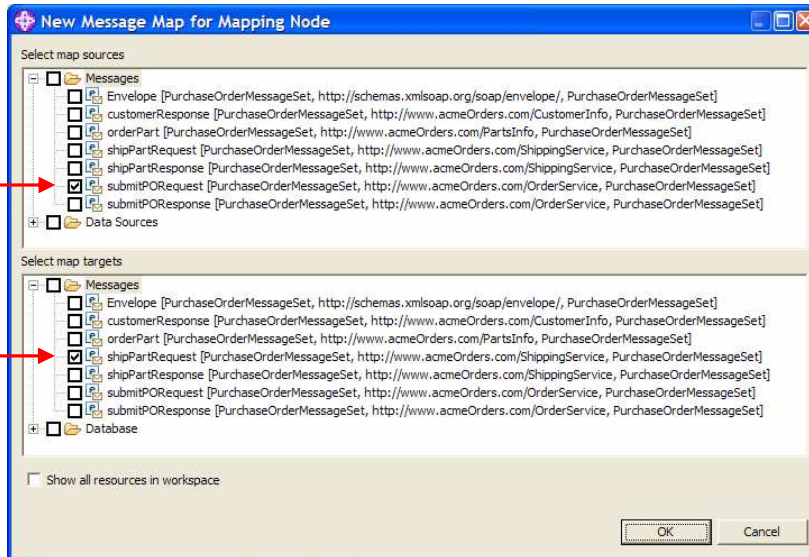 New Message Map for Mapping Node
Select map sources
Messages
Envelope [PurchaseOrderMessageSet, http://schemas.xmlsoap.org/soap/envelope/, PurchaseOrderMessageSet]
customerResponse [PurchaseOrderMessageSet, http://www.acmeOrders.com/CustomerInfo, PurchaseOrderMessageSet]
orderPart [PurchaseOrderMessageSet, http://www.acmeOrders.com/PartsInfo, PurchaseOrderMessageSet]
shipPartRequest [PurchaseOrderMessageSet, http://www.acmeOrders.com/ShippingService, PurchaseOrderMessageSet]
shipPartResponse [PurchaseOrderMessageSet, http://www.acmeOrders.com/ShippingService, PurchaseOrderMessageSet]
submitPORequest [PurchaseOrderMessageSet, http://www.acmeOrders.com/OrderService, PurchaseOrderMessageSet]
submitPOResponse [PurchaseOrderMessageSet, http://www.acmeOrders.com/OrderService, PurchaseOrderMessageSet]
Data Sources
Select map targets
Messages
Envelope [PurchaseOrderMessageSet, http://schemas.xmlsoap.org/soap/envelope/, PurchaseOrderMessageSet]
customerResponse [PurchaseOrderMessageSet, http://www.acmeOrders.com/CustomerInfo, PurchaseOrderMessageSet]
orderPart [PurchaseOrderMessageSet, http://www.acmeOrders.com/PartsInfo, PurchaseOrderMessageSet]
shipPartRequest [PurchaseOrderMessageSet, http://www.acmeOrders.com/ShippingService, PurchaseOrderMessageSet]
shipPartResponse [PurchaseOrderMessageSet, http://www.acmeOrders.com/ShippingService, PurchaseOrderMessageSet]
submitPORequest [PurchaseOrderMessageSet, http://www.acmeOrders.com/OrderService, PurchaseOrderMessageSet]
submitPOResponse [PurchaseOrderMessageSet, http://www.acmeOrders.com/OrderService, PurchaseOrderMessageSet]
Database
Show all resources in workspace
OK Cancel